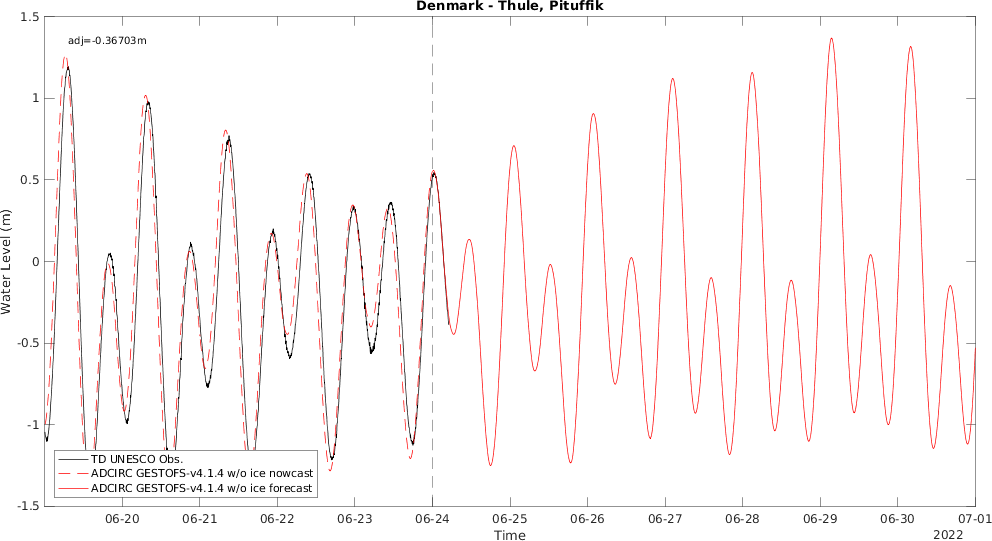 Denmark - Thule, Pituffik
adj=-0.36703m
Water Level (m)
1.5
1
0.5
0
-0.5
-1
-1.5
TD UNESCO Obs.
ADCIRC GESTOFS-v4.1.4 w/o ice nowcast
ADCIRC GESTOFS-v4.1.4 w/o ice forecast
06-20 06-21 06-22 06-23 06-24 06-25 06-26 06-27 06-28 06-29 06-30 07-01
Time
2022